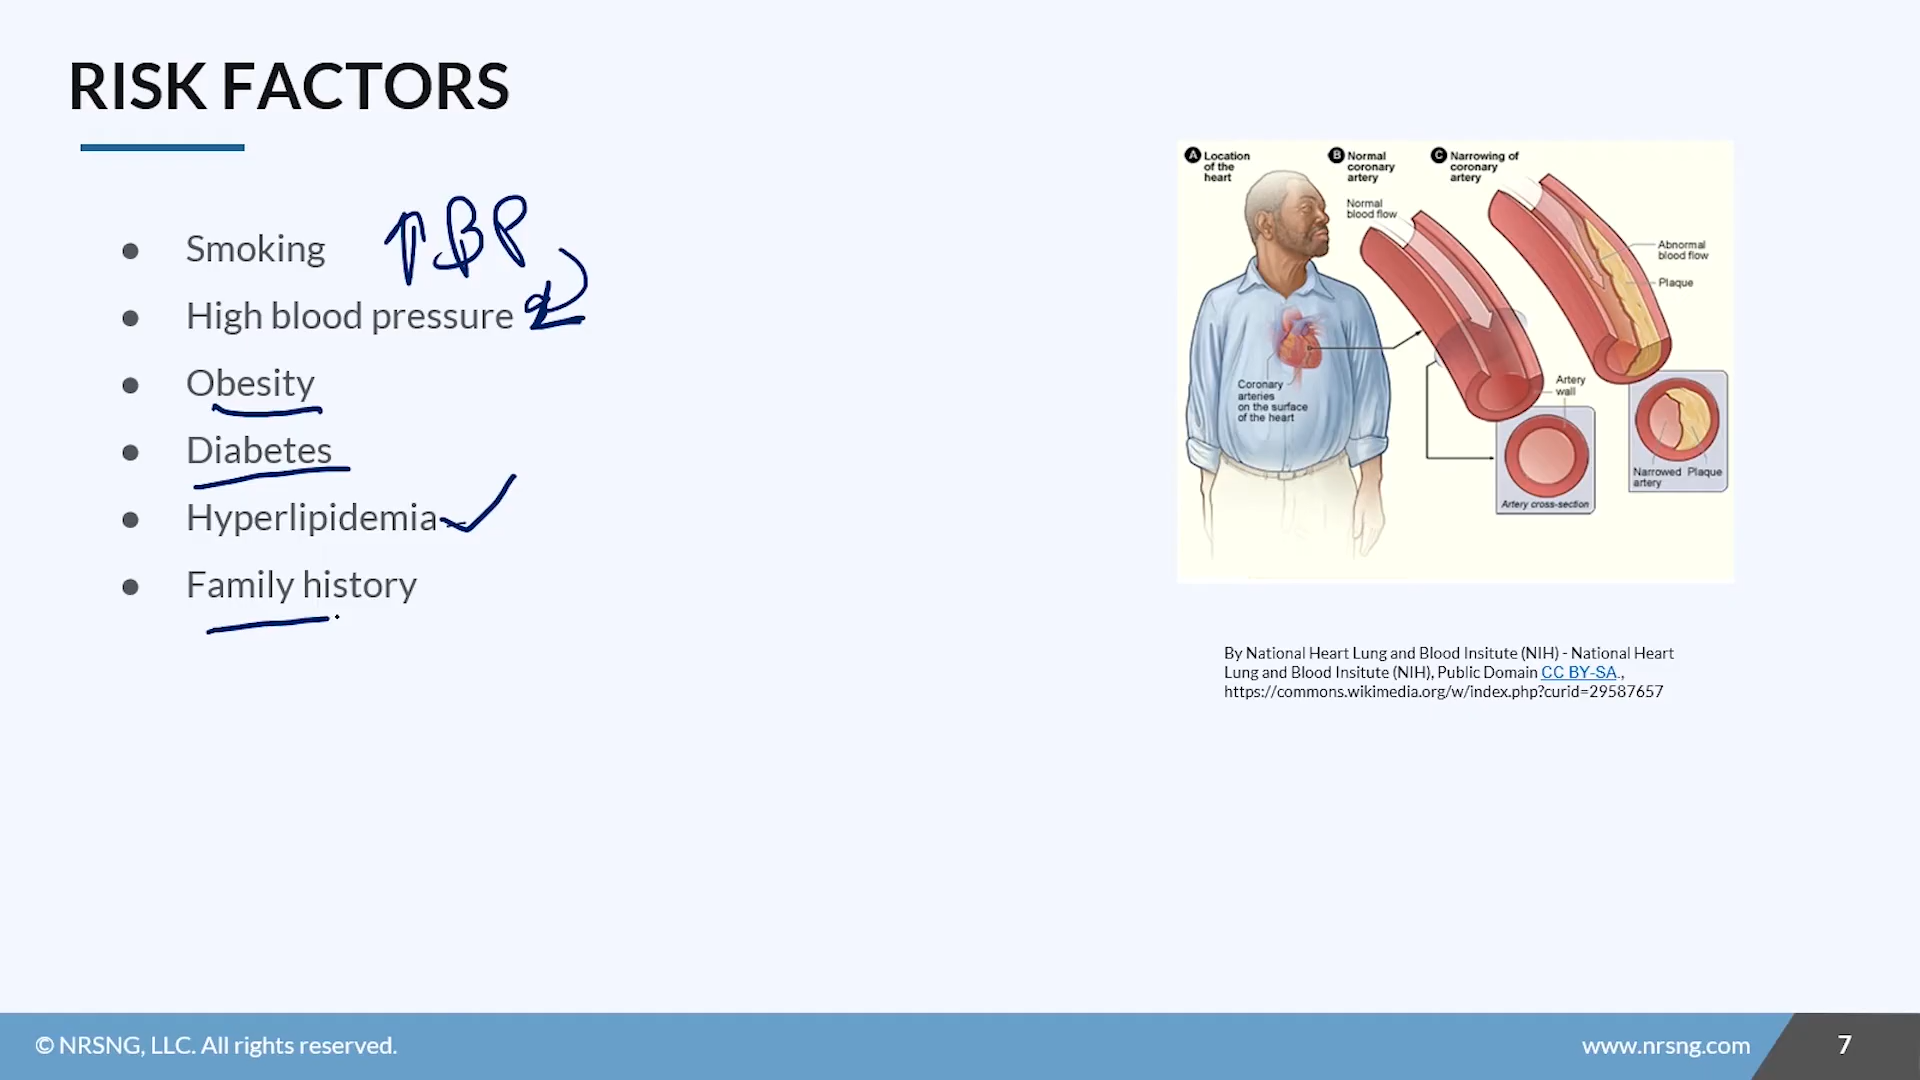 RISK FACTORS
● Smoking ↑BP
● High blood pressure
● Obesity
● Diabetes
● Hyperlipidemia
● Family history
A Location of the heart
B Normal coronary artery
C Narrowing of coronary artery
Normal blood flow
Abnormal blood flow
Plaque
Coronary arteries on the surface of the heart
Artery wall
Artery cross-section
Narrowed artery
Plaque
By National Heart Lung and Blood Insitute (NIH) - National Heart
Lung and Blood Insitute (NIH), Public Domain CC BY-SA.,
https://commons.wikimedia.org/w/index.php?curid=29587657
© NRSNG, LLC. All rights reserved.
www.nrsng.com
7